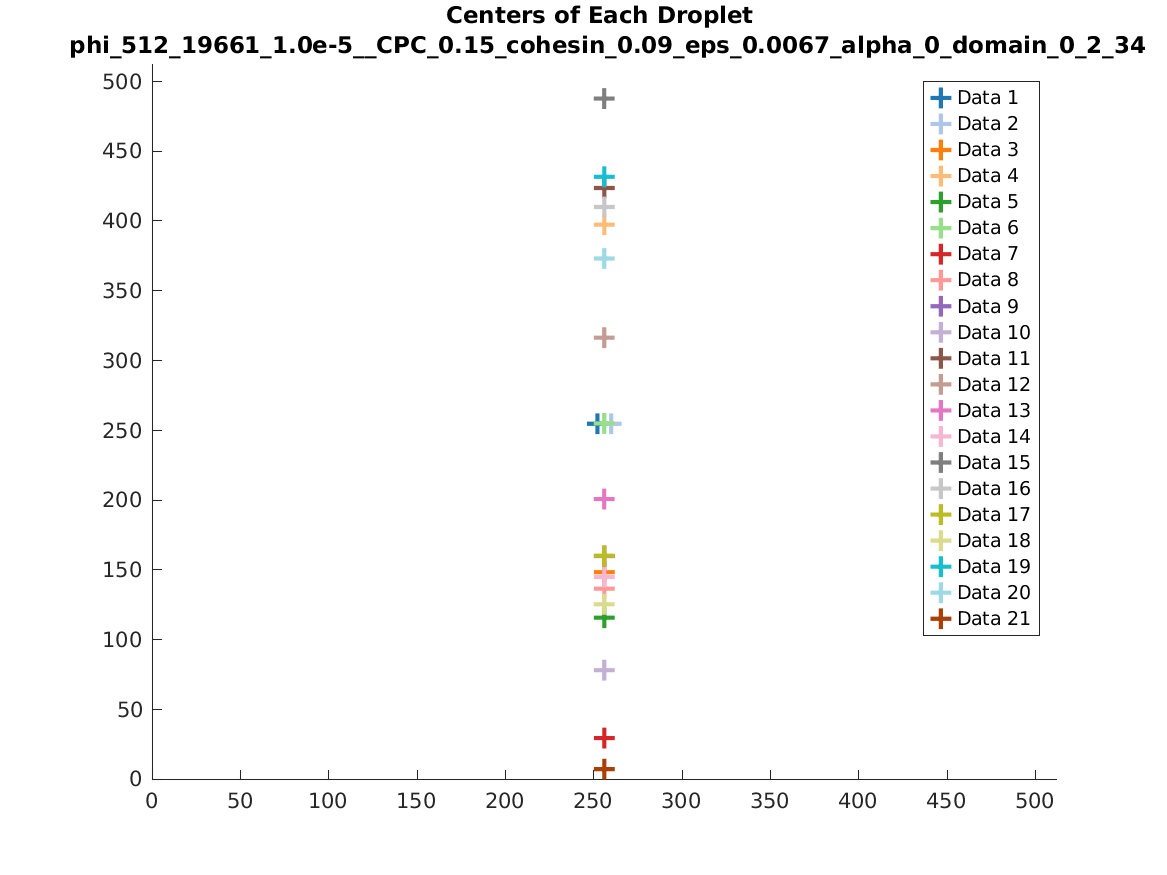 Centers of Each Droplet
phi_512_19661_1.0e-5__CPC_0.15_cohesin_0.09_eps_0.0067_alpha_0_domain_0_2_34
500
450
400
350
300
250
200
150
100
50
0
0 50 100 150 200 250 300 350 400 450 500
Data 1
Data 2
Data 3
Data 4
Data 5
Data 6
Data 7
Data 8
Data 9
Data 10
Data 11
Data 12
Data 13
Data 14
Data 15
Data 16
Data 17
Data 18
Data 19
Data 20
Data 21